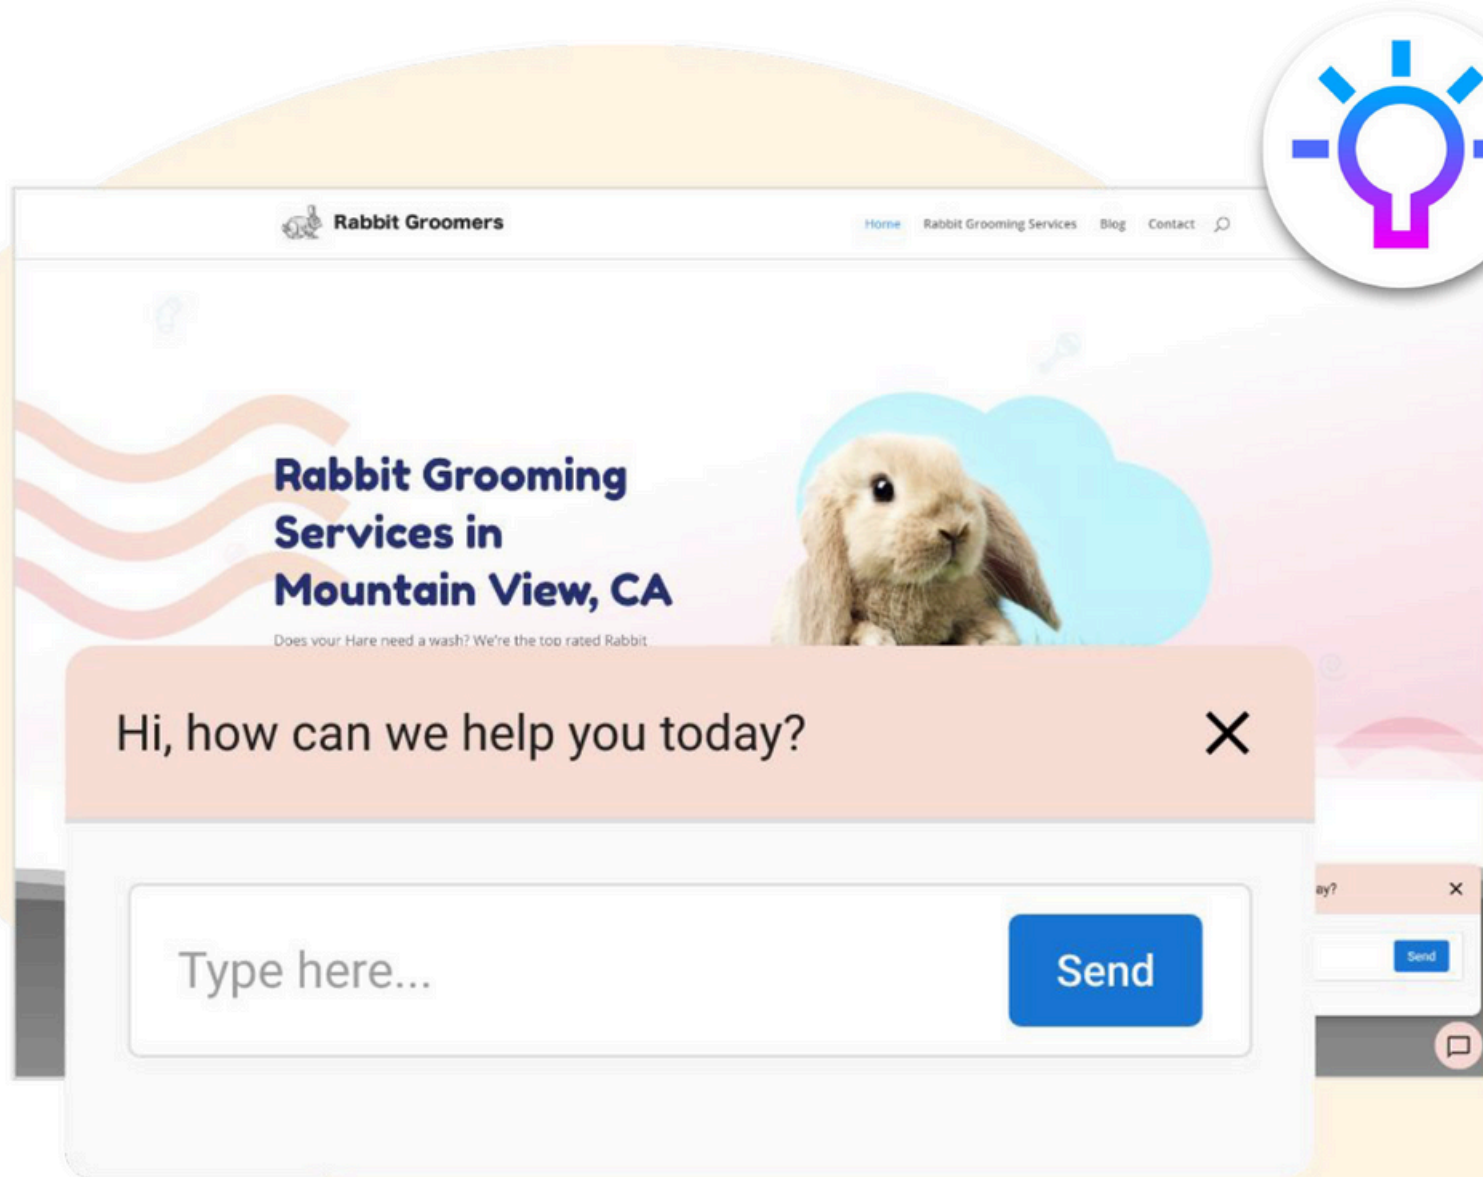 Rabbit Groomers
Home Rabbit Grooming Services Blog Contact
Rabbit Grooming
Services in
Mountain View, CA
Does your Hare need a wash? We're the top rated Rabbit
Hi, how can we help you today?
Type here...
Send
ay?
Send